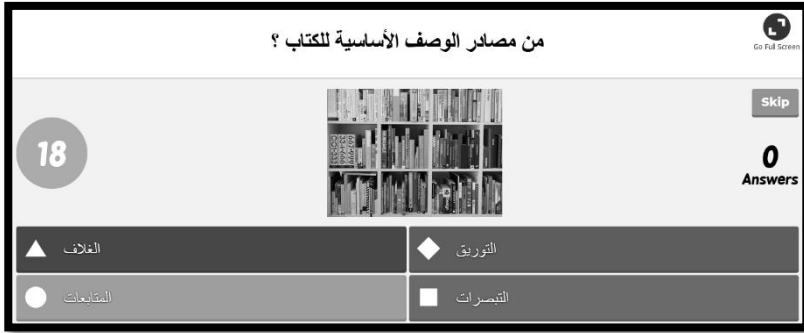 من مصادر الوصف الأساسية للكتاب ؟
Go Full Screen
Skip
18
0
Answers
الغلاف
التوريق
المتابعات
التبصرات